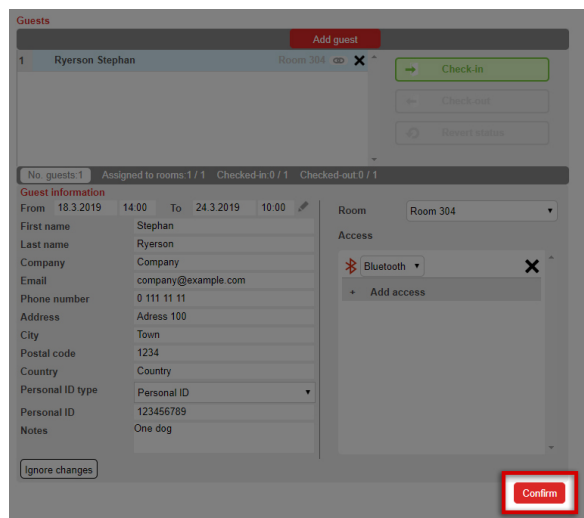 Guests
Add guest
1 Ryerson Stephan Room 304
Check-in
Check-out
Revert status
No. guests:1 Assigned to rooms:1 / 1 Checked-in:0 / 1 Checked-out:0 / 1
Guest information
From 18.3.2019 14:00 To 24.3.2019 10:00
Room Room 304
First name Stephan
Access
Last name Ryerson
Company Company
Bluetooth
Email company@example.com
+ Add access
Phone number 0 111 11 11
Address Adress 100
City Town
Postal code 1234
Country Country
Personal ID type Personal ID
Personal ID 123456789
Notes One dog
Ignore changes
Confirm